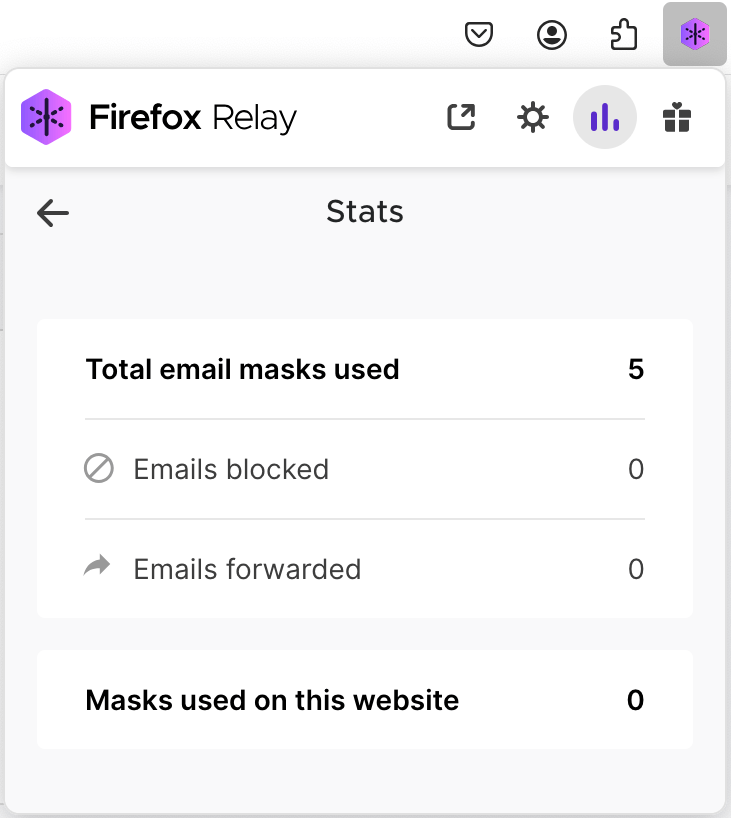 Firefox Relay
Stats
Total email masks used 5
Emails blocked 0
Emails forwarded 0
Masks used on this website 0